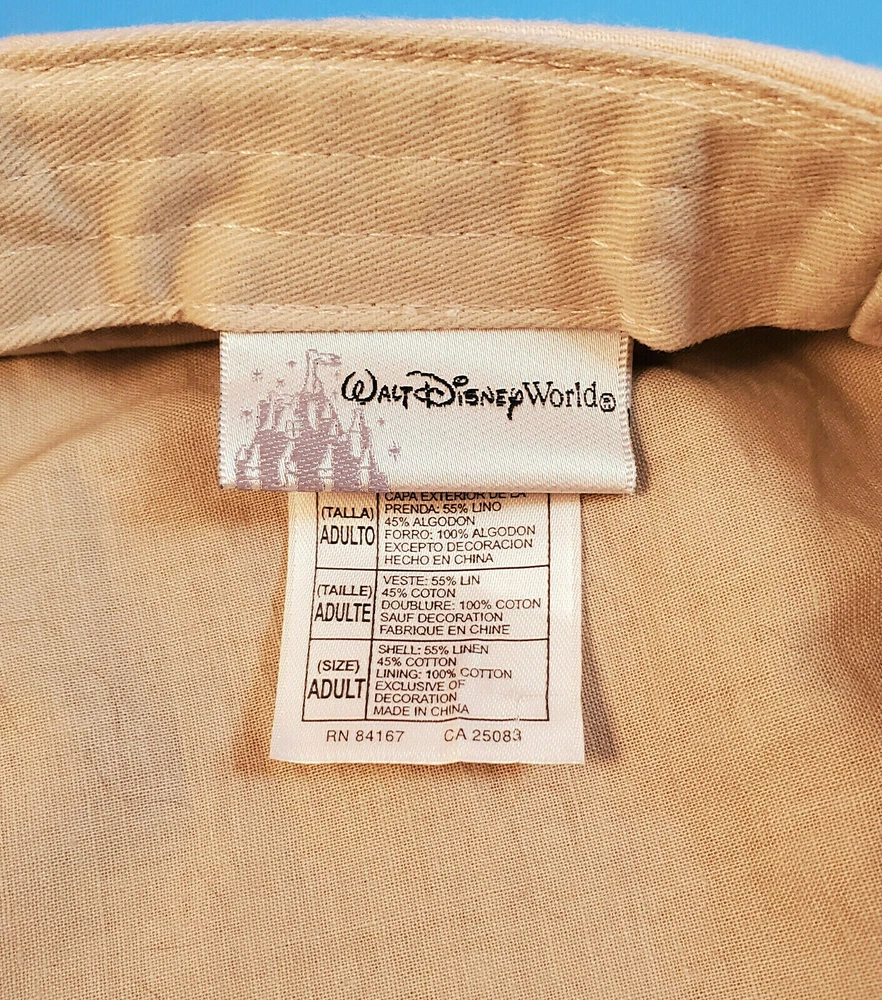 WALT DISNEY World®
CAPA EXTERIOR DE LA
(TALLA)
ADULTO
PRENDA: 55% LINO
45% ALGODON
FORRO: 100% ALGODON
EXCEPTO DECORACION
HECHO EN CHINA
(TAILLE)
ADULTE
VESTE: 55% LIN
45% COTON
DOUBLURE: 100% COTON
SAUF DECORATION
FABRIQUE EN CHINE
(SIZE)
ADULT
SHELL: 55% LINEN
45% COTTON
LINING: 100% COTTON
EXCLUSIVE OF
DECORATION
MADE IN CHINA
RN 84167 CA 25083